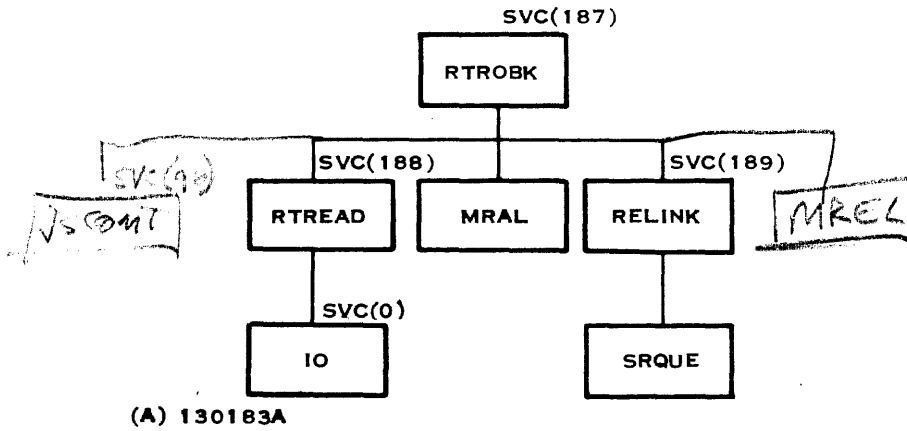 SVC(187)
RTROBK
SVC(188)
SVC(189)
RTREAD
MRAL
RELINK
MREL
SVC(0)
IO
SRQUE
(A) 130183A